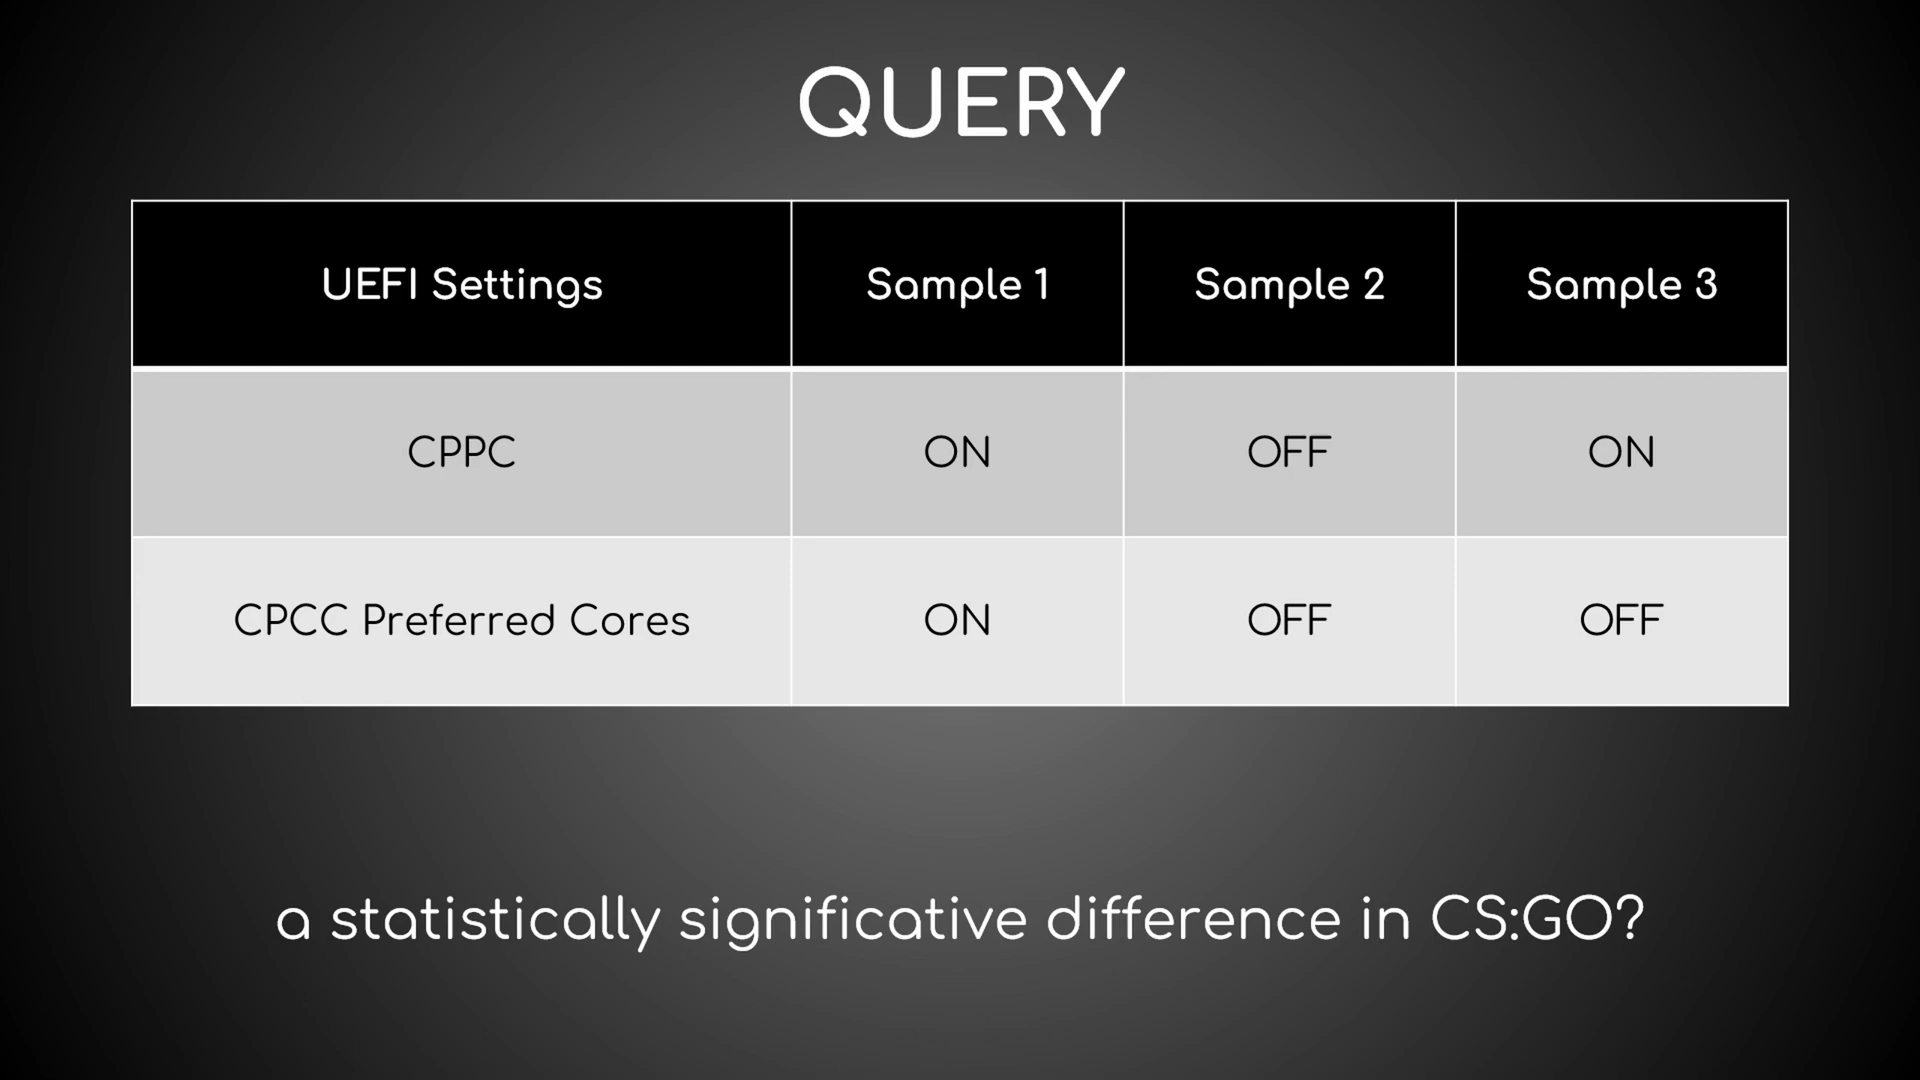 QUERY
UEFI Settings Sample 1 Sample 2 Sample 3
CPPC ON OFF ON
CPCC Preferred Cores ON OFF OFF
a statistically significative difference in CS:GO?